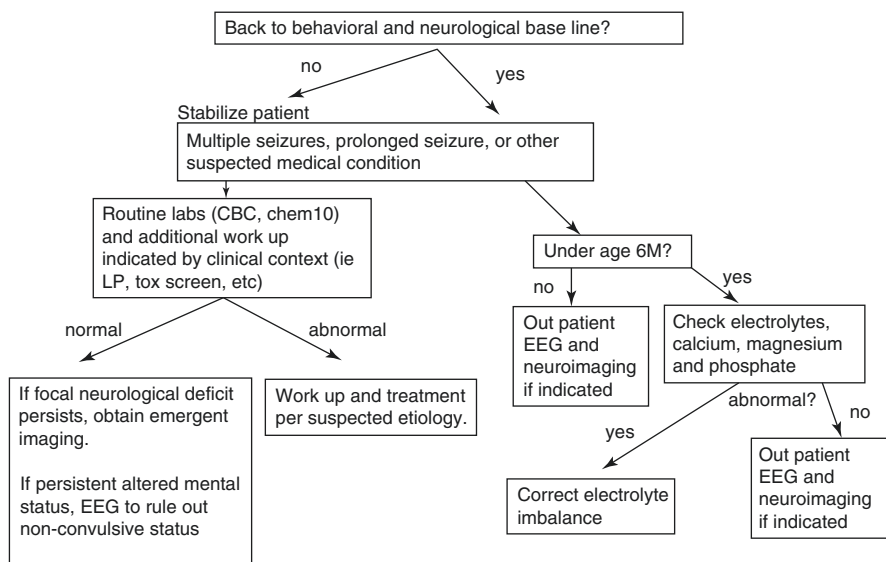 Back to behavioral and neurological base line?
no
yes
Stabilize patient
Multiple seizures, prolonged seizure, or other
suspected medical condition
Routine labs (CBC, chem10)
and additional work up
indicated by clinical context (ie
LP, tox screen, etc)
Under age 6M?
no
yes
normal
abnormal
Out patient
EEG and
neuroimaging
if indicated
Check electrolytes,
calcium, magnesium
and phosphate
If focal neurological deficit
persists, obtain emergent
imaging.
If persistent altered mental
status, EEG to rule out
non-convulsive status
Work up and treatment
per suspected etiology.
abnormal?
yes
no
Correct electrolyte
imbalance
Out patient
EEG and
neuroimaging
if indicated